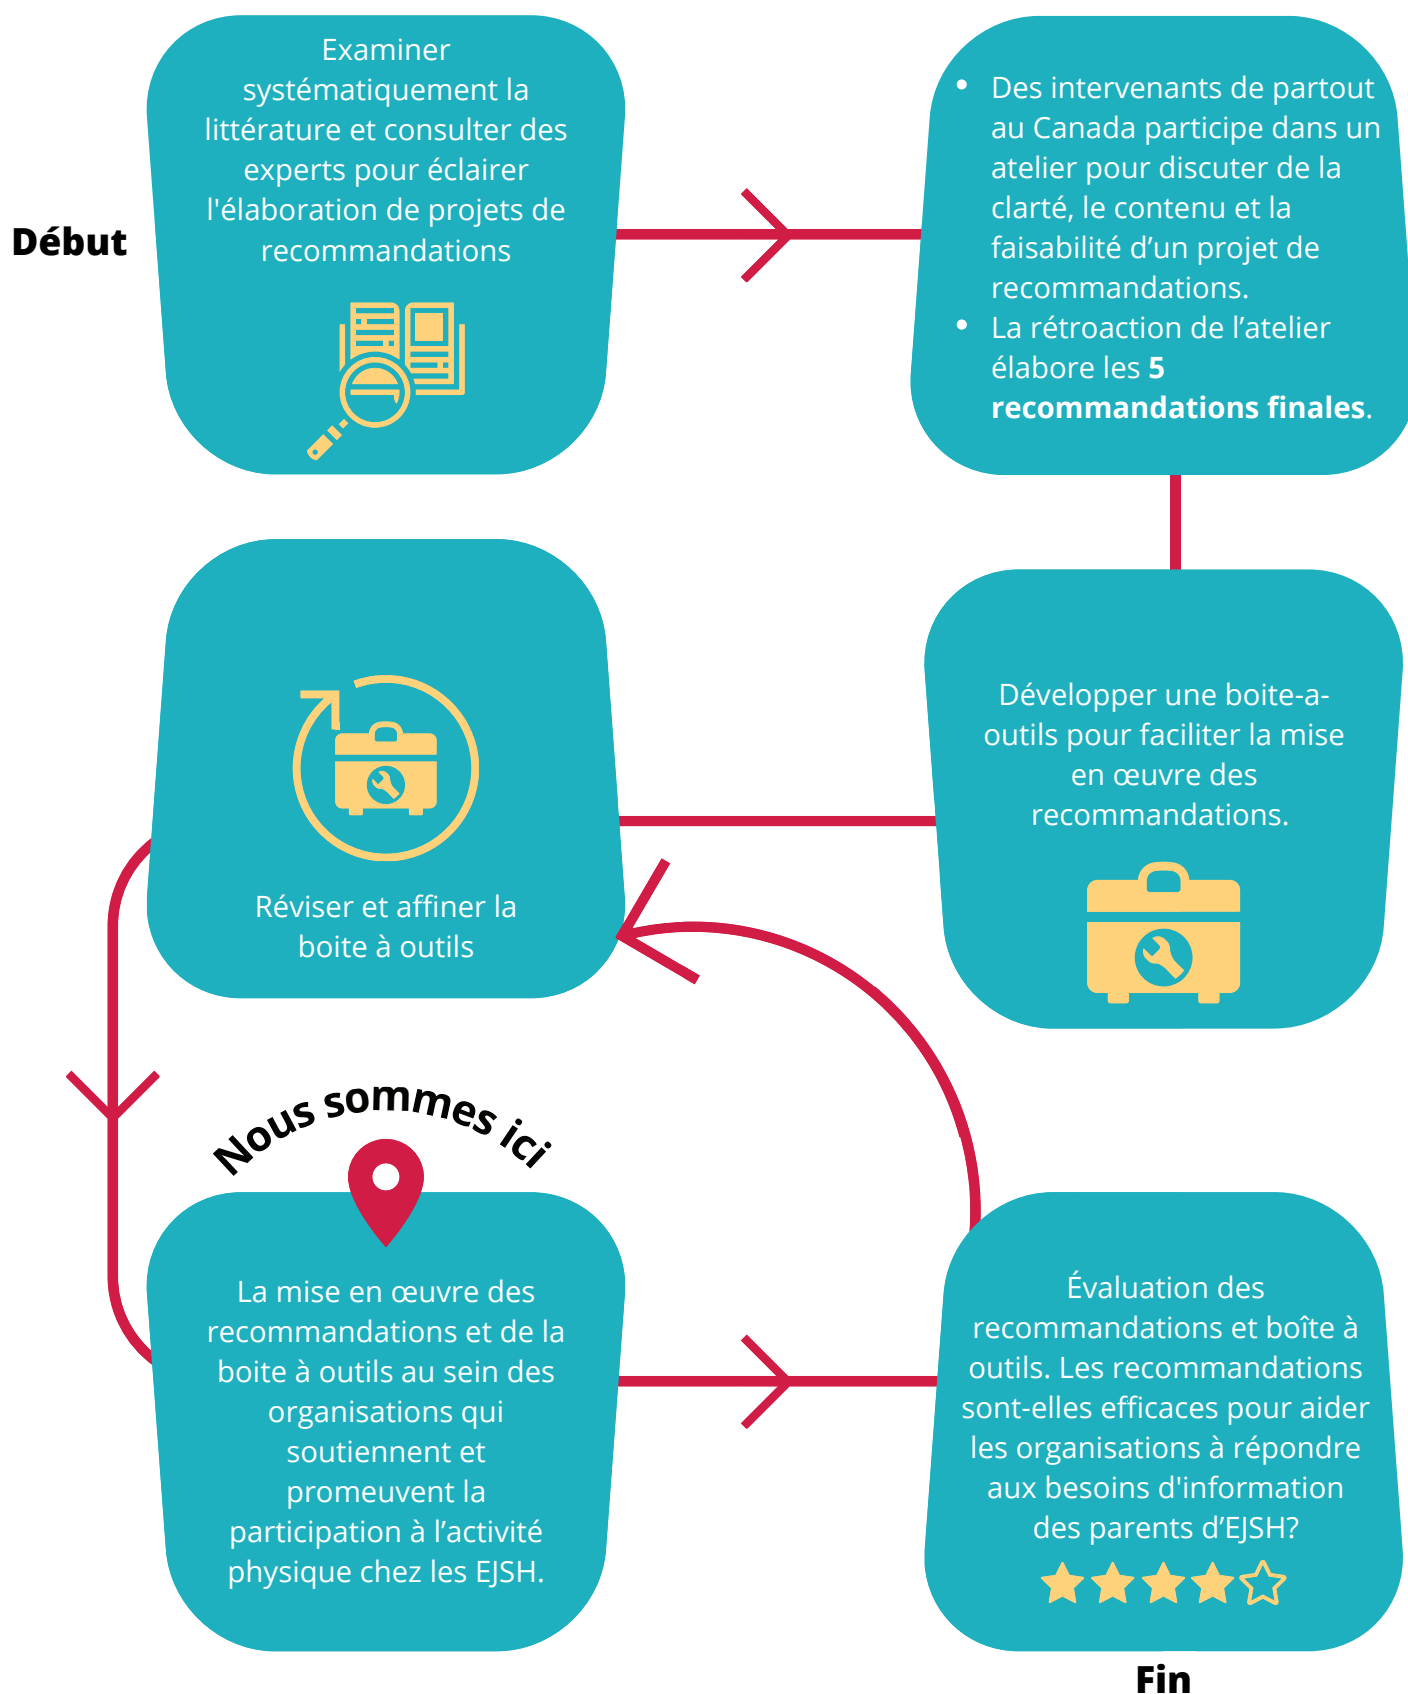 Début
Examiner
systématiquement la
littérature et consulter des
experts pour éclairer
l'élaboration de projets de
recommandations
• Des intervenants de partout
au Canada participe dans un
atelier pour discuter de la
clarté, le contenu et la
faisabilité d’un projet de
recommandations.
• La rétroaction de l’atelier
élabore les 5
recommandations finales.
Développer une boite-a-
outils pour faciliter la mise
en œuvre des
recommandations.
Réviser et affiner la
boite à outils
Nous sommes ici
La mise en œuvre des
recommandations et de la
boite à outils au sein des
organisations qui
soutiennent et
promeuvent la
participation à l’activité
physique chez les EJSH.
Évaluation des
recommandations et boîte à
outils. Les recommandations
sont-elles efficaces pour aider
les organisations à répondre
aux besoins d'information
des parents d’EJSH?
Fin